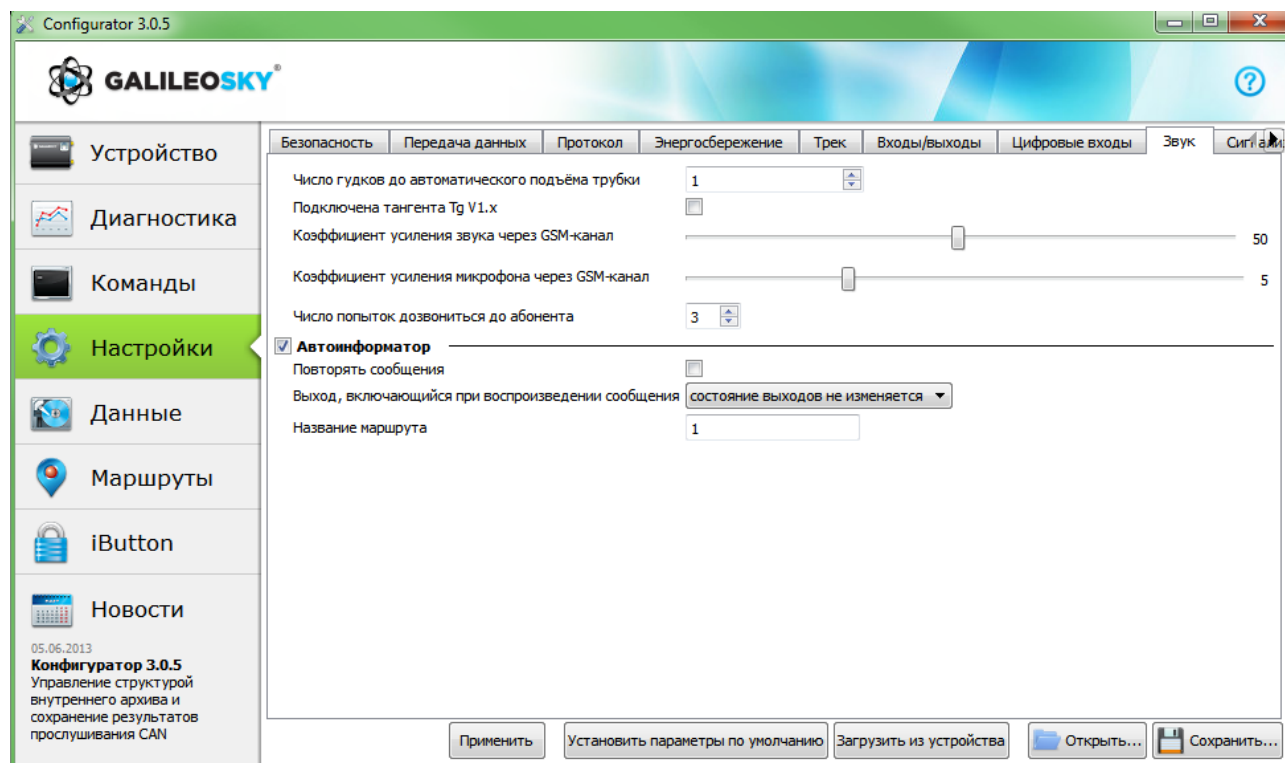 Configurator 3.0.5
GALILEOSKY®
Устройство
Диагностика
Команды
Настройки
Данные
Маршруты
iButton
Новости
05.06.2013
Конфигуратор 3.0.5
Управление структурой
внутреннего архива и
сохранение результатов
прослушивания CAN
Безопасность Передача данных Протокол Энергосбережение Трек Входы/выходы Цифровые входы Звук
Число гудков до автоматического подъёма трубки 1
Подключена тангента Tg V1.x
Коэффициент усиления звука через GSM-канал 50
Коэффициент усиления микрофона через GSM-канал 5
Число попыток дозвониться до абонента 3
Автоинформатор
Повторять сообщения
Выход, включающийся при воспроизведении сообщения состояние выходов не изменяется
Название маршрута 1
Применить Установить параметры по умолчанию Загрузить из устройства Открыть... Сохранить...